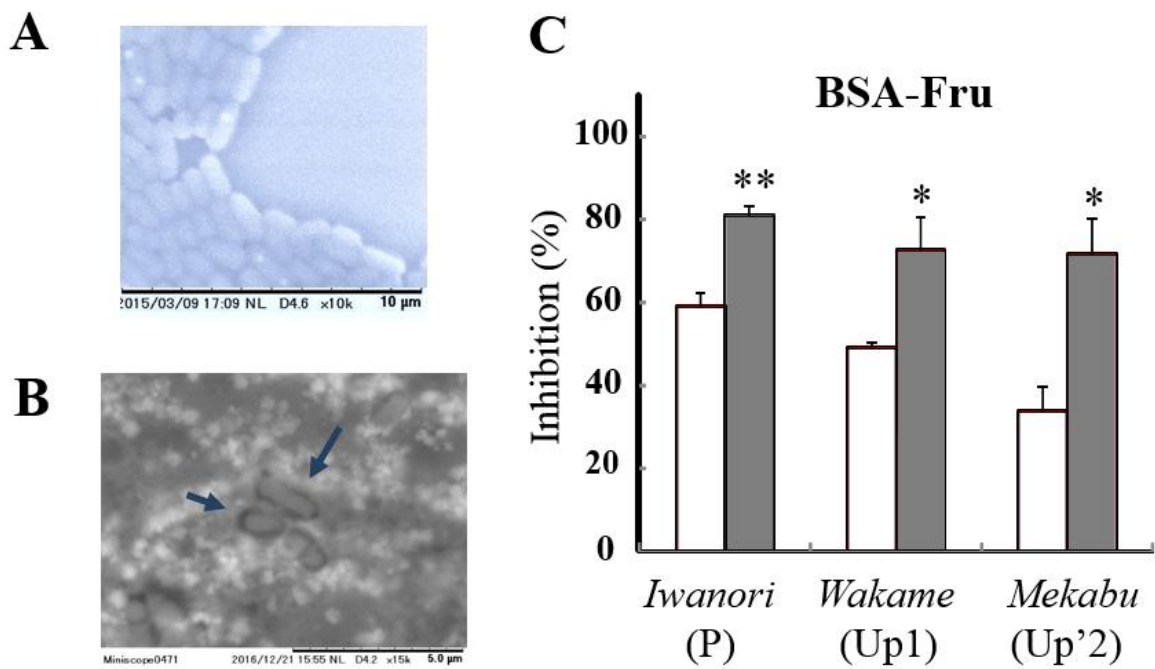 A
2015/03/09 17:09 NL D4.6 x10k 10 µm
B
Miniscope0471 2016/12/21 15:55 NL D4.2 x15k 5.0 µm
C
BSA-Fru
Inhibition (%)
100
80
60
40
20
0
** * *
Iwanori Wakame Mekabu
(P) (Up1) (Up’2)